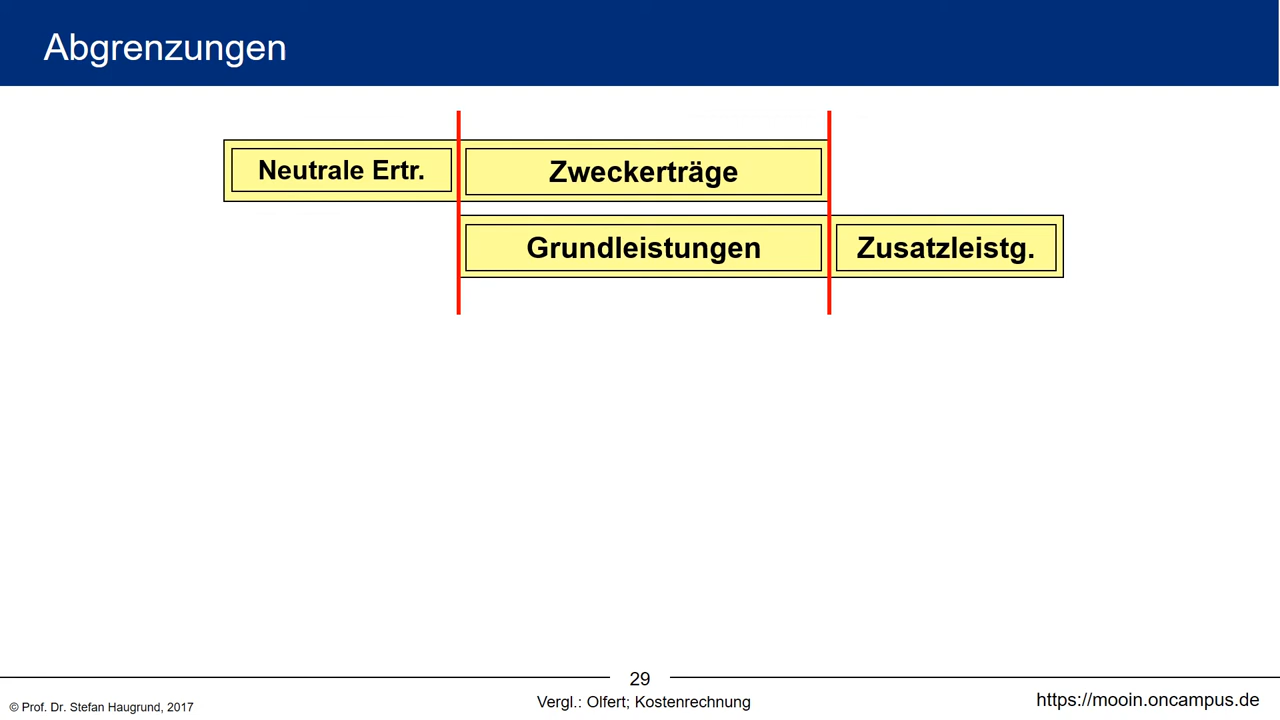 Abgrenzungen
Neutrale Ertr.
Zweckerträge
Grundleistungen
Zusatzleistg.
29
© Prof. Dr. Stefan Haugrund, 2017
Vergl.: Olfert; Kostenrechnung
https://mooin.oncampus.de